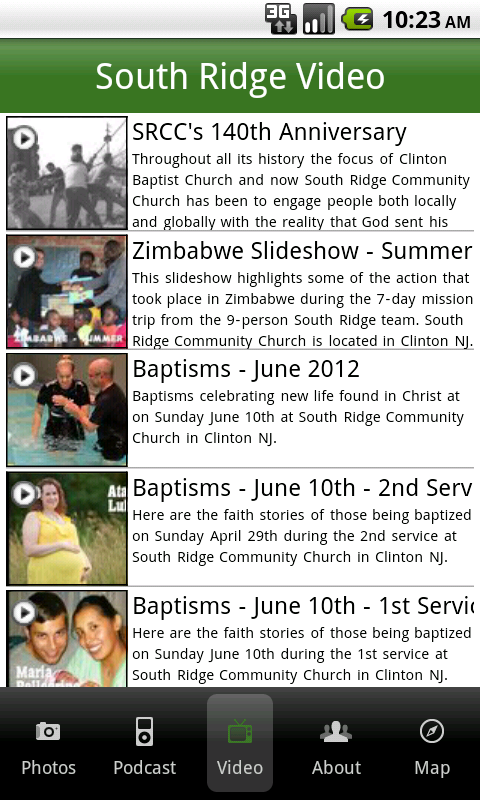 3G
10:23 AM
South Ridge Video
SRCC's 140th Anniversary
Throughout all its history the focus of Clinton
Baptist Church and now South Ridge Community
Church has been to engage people both locally
and globally with the reality that God sent his
Zimbabwe Slideshow - Summer
This slideshow highlights some of the action that
took place in Zimbabwe during the 7-day mission
trip from the 9-person South Ridge team. South
Ridge Community Church is located in Clinton NJ.
ZIMBABWE - SUMMER
Baptisms - June 2012
Baptisms celebrating new life found in Christ at
on Sunday June 10th at South Ridge Community
Church in Clinton NJ.
Baptisms - June 10th - 2nd Serv
Here are the faith stories of those being baptized
on Sunday April 29th during the 2nd service at
South Ridge Community Church in Clinton NJ.
Baptisms - June 10th - 1st Servic
Here are the faith stories of those being baptized
on Sunday June 10th during the 1st service at
South Ridge Community Church in Clinton NJ.
Maria
Photos
Podcast
Video
About
Map